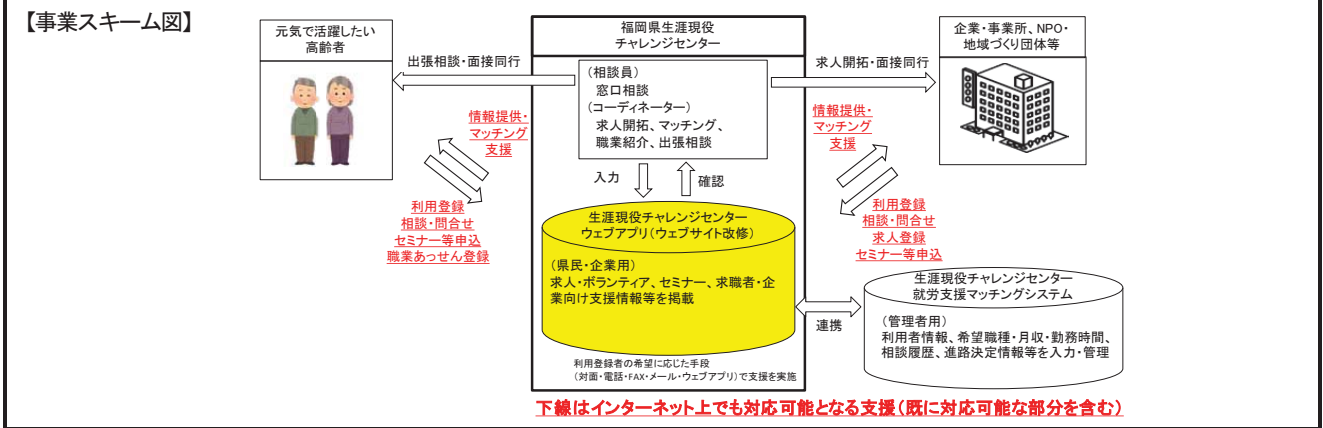 【事業スキーム図】
元気で活躍したい
高齢者
出張相談・面接同行
情報提供・
マッチング
支援
利用登録
相談・問合せ
セミナー等申込
職業あっせん登録
福岡県生涯現役
チャレンジセンター
（相談員）
窓口相談
（コーディネーター）
求人開拓、マッチング、
職業紹介、出張相談
入力
確認
生涯現役チャレンジセンター
ウェブアプリ（ウェブサイト改修）
（県民・企業用）
求人・ボランティア、セミナー、求職者・企
業向け支援情報等を掲載
利用登録者の希望に応じた手段
（対面・電話・FAX・メール・ウェブアプリ）で支援を実施
求人開拓・面接同行
企業・事業所、NPO・
地域づくり団体等
情報提供・
マッチング
支援
利用登録
相談・問合せ
求人登録
セミナー等申込
連携
生涯現役チャレンジセンター
就労支援マッチングシステム
（管理者用）
利用者情報、希望職種・月収・勤務時間、
相談履歴、進路決定情報等を入力・管理
下線はインターネット上でも対応可能となる支援（既に対応可能な部分を含む）